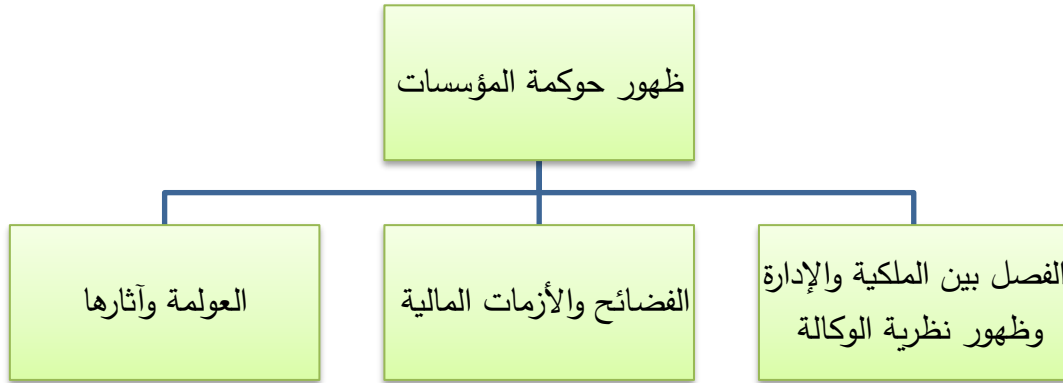 ظهور حوكمة المؤسسات
الفصل بين الملكية والإدارة
وظهور نظرية الوكالة
الفضائح والأزمات المالية
العولمة وآثارها